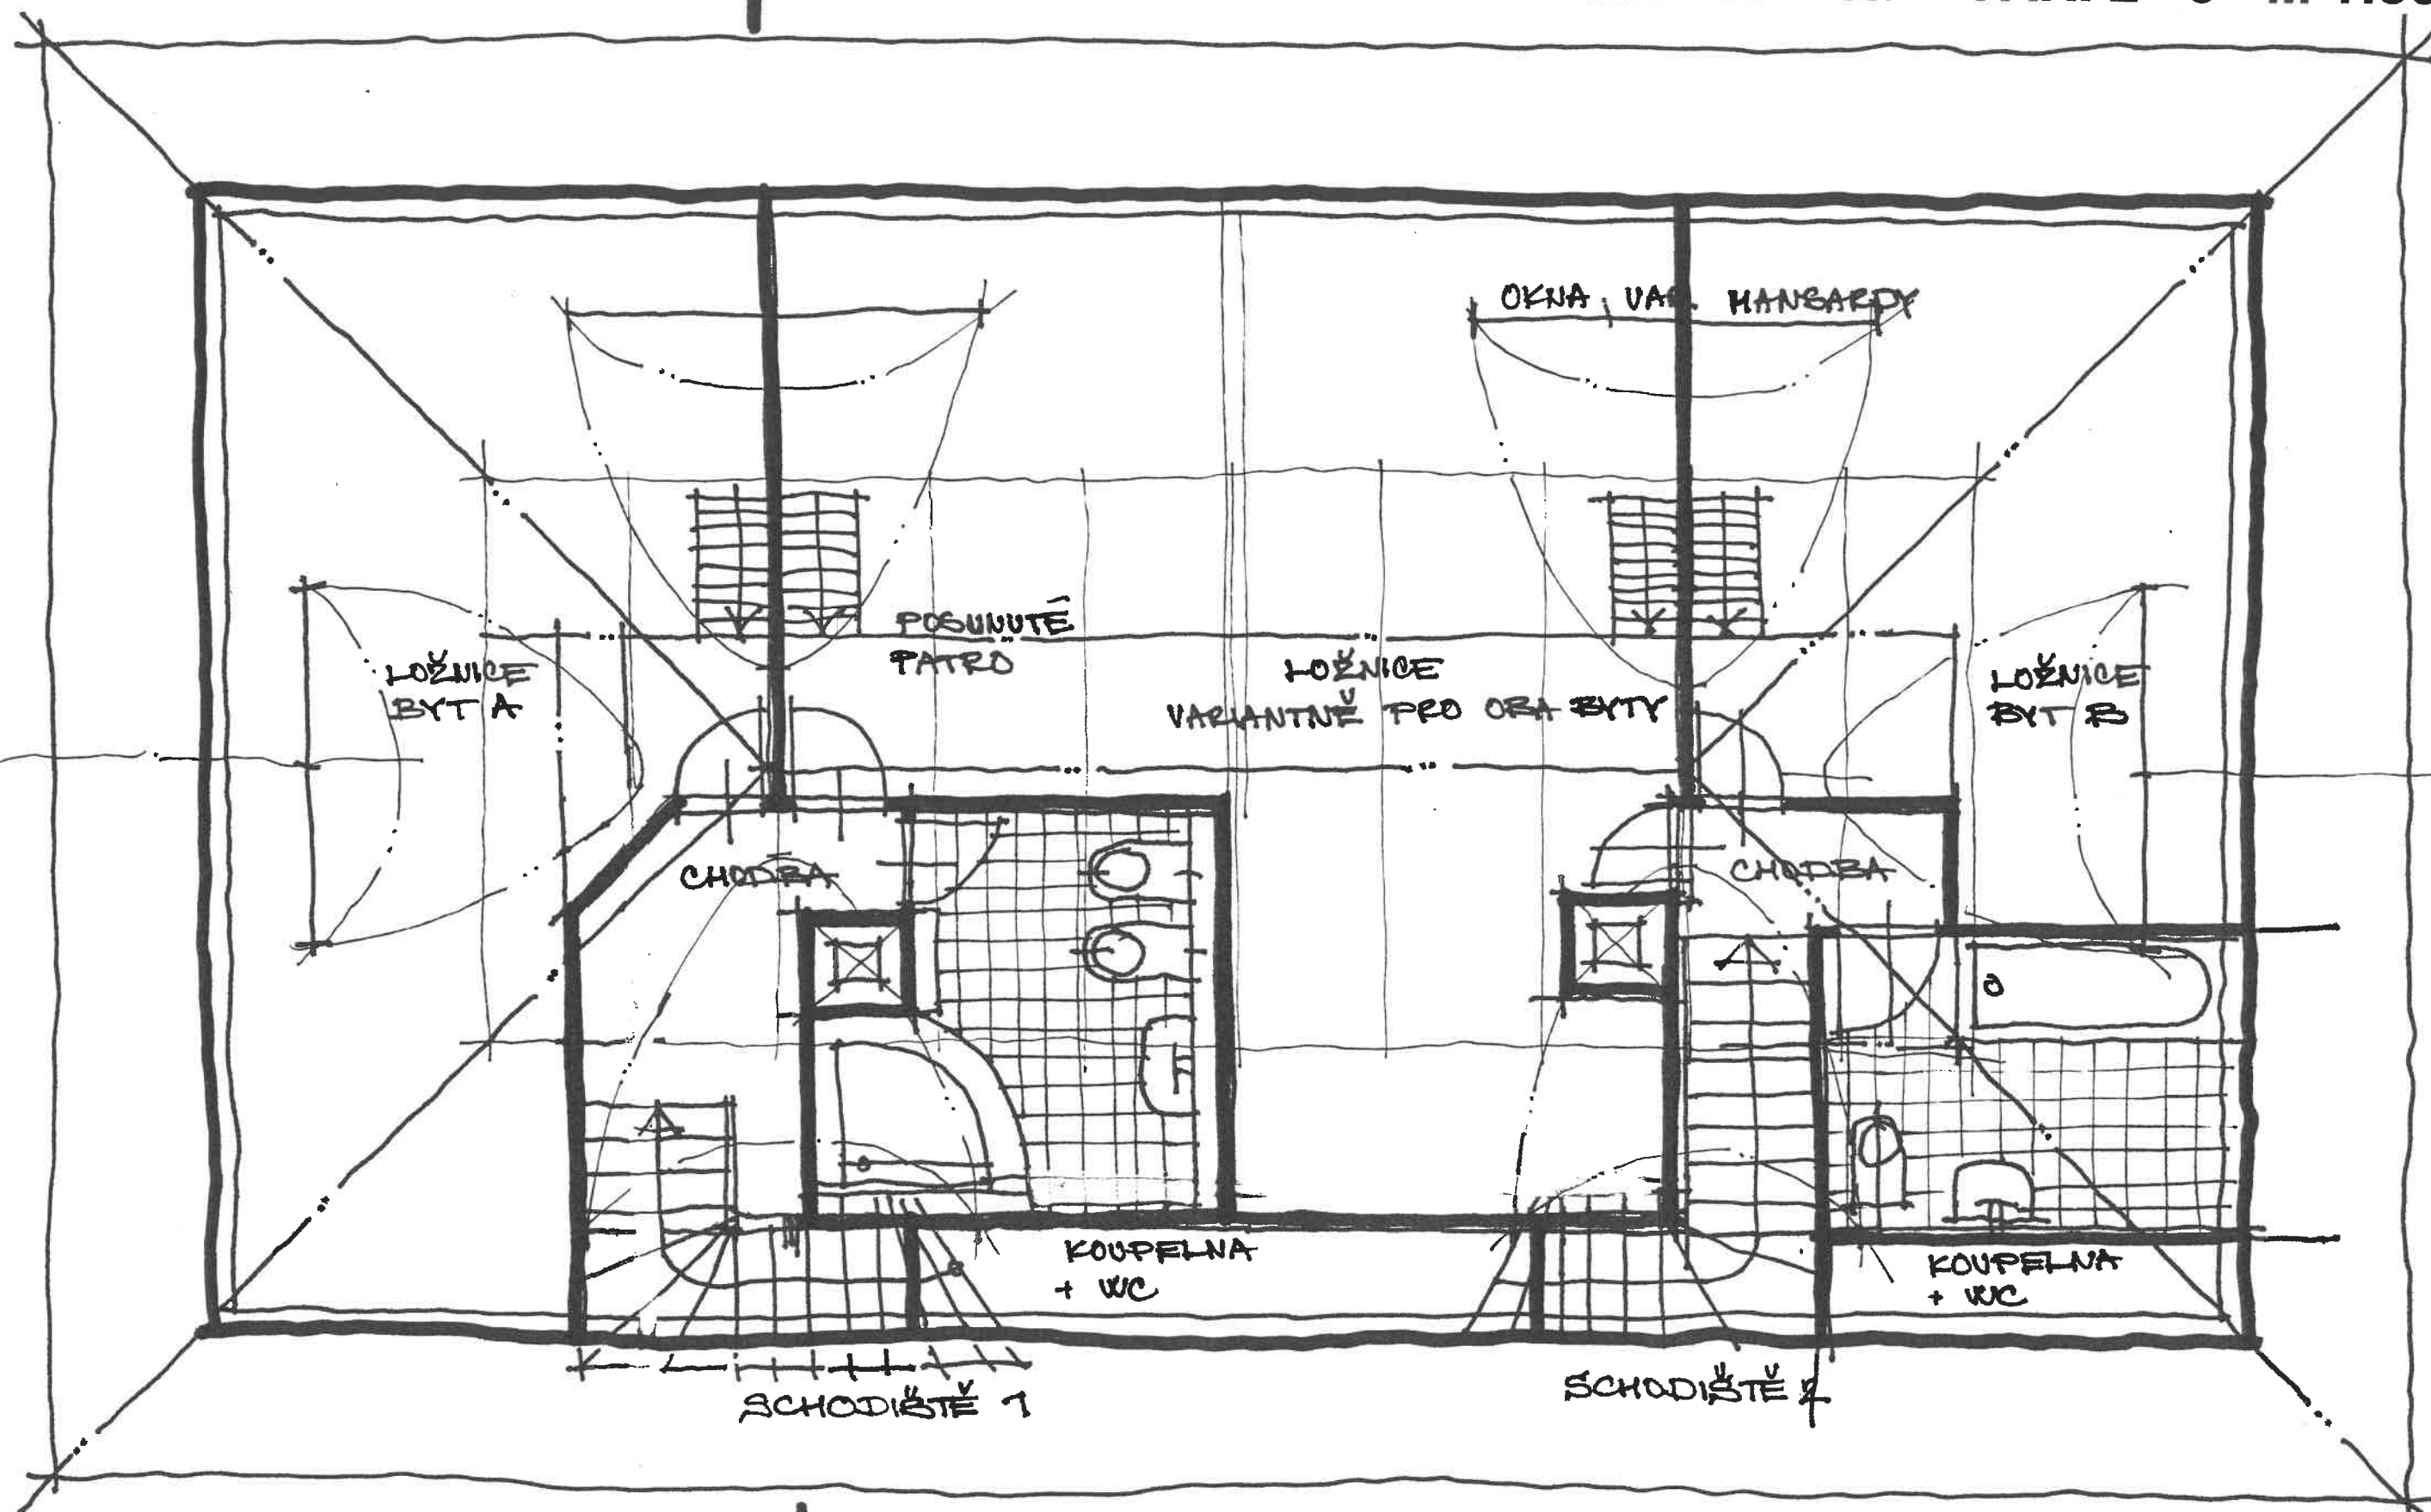 OKNA, VAR. MANSARDY
POSUNUTÉ
PATRO
LOŽNICE
BYT A
LOŽNICE
VARIANTNĚ PRO OBA BYTY
LOŽNICE
BYT B
CHODBA
CHODBA
KOUPELNA
+ WC
KOUPELNA
+ WC
SCHODIŠTĚ 1
SCHODIŠTĚ 2